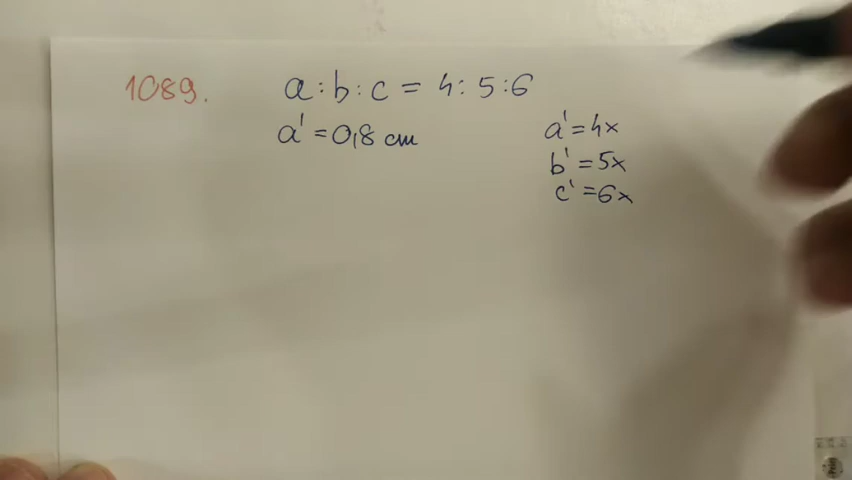 1089. a : b : c = 4 : 5 : 6
a' = 0,8 cm
a' = 4x
b' = 5x
c' = 6x